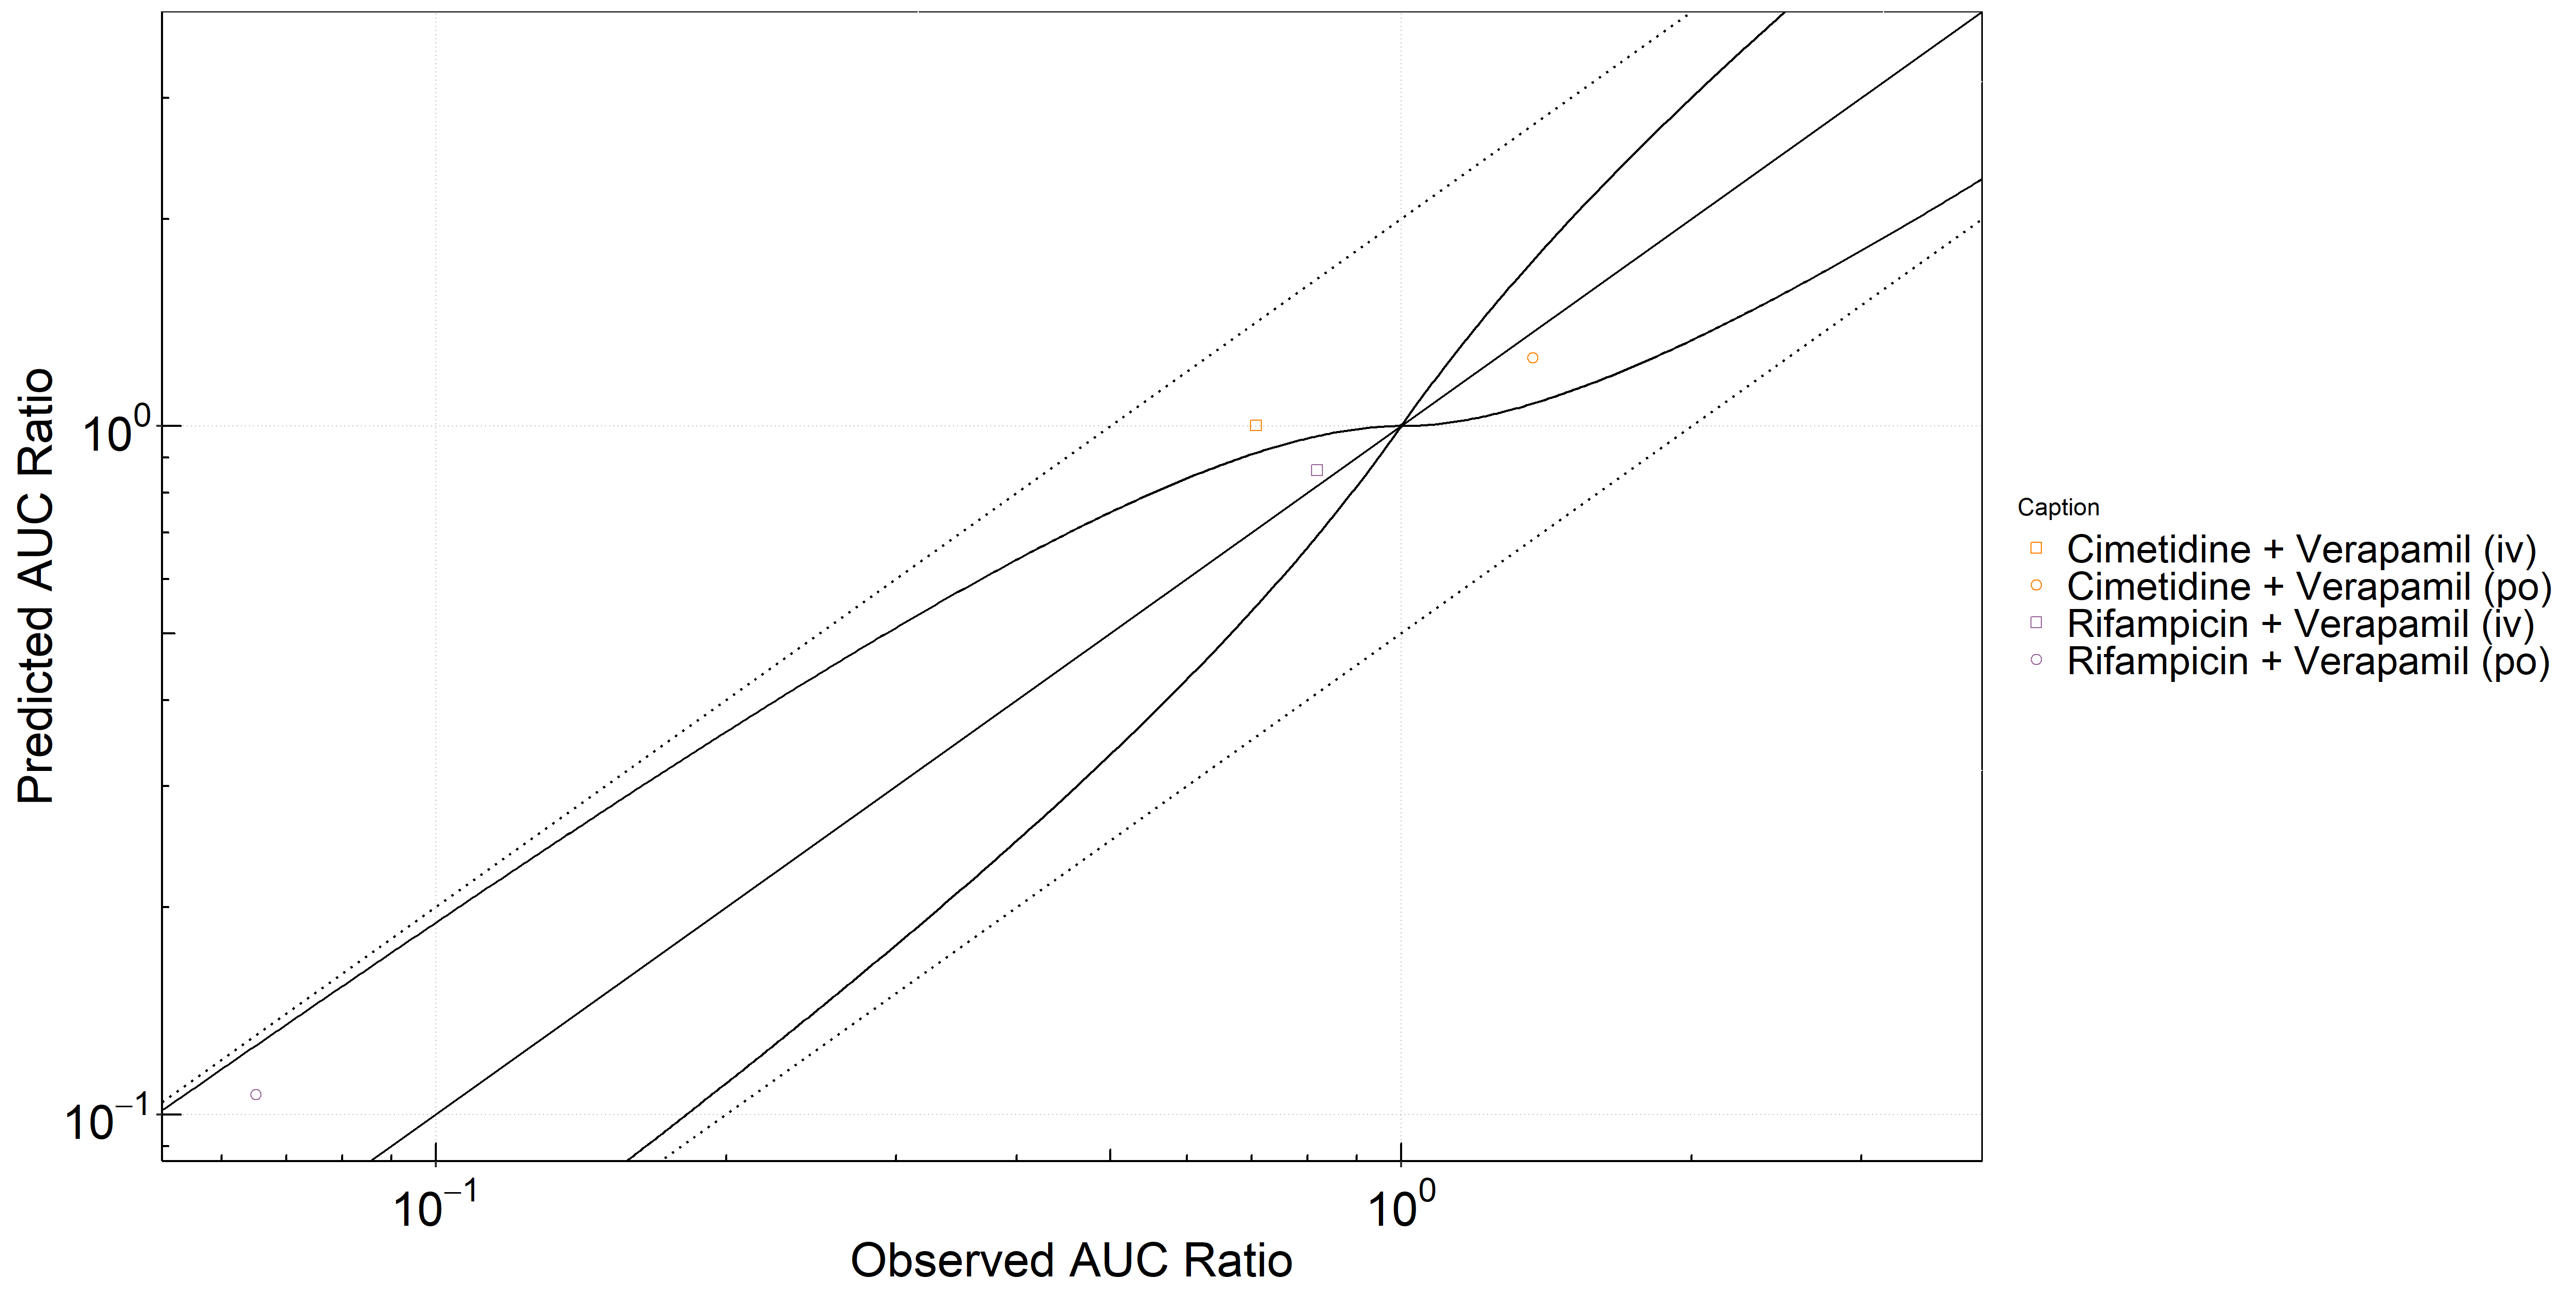 Predicted AUC Ratio
10⁰
10⁻¹
10⁻¹
10⁰
Observed AUC Ratio
Caption
Cimetidine + Verapamil (iv)
Cimetidine + Verapamil (po)
Rifampicin + Verapamil (iv)
Rifampicin + Verapamil (po)